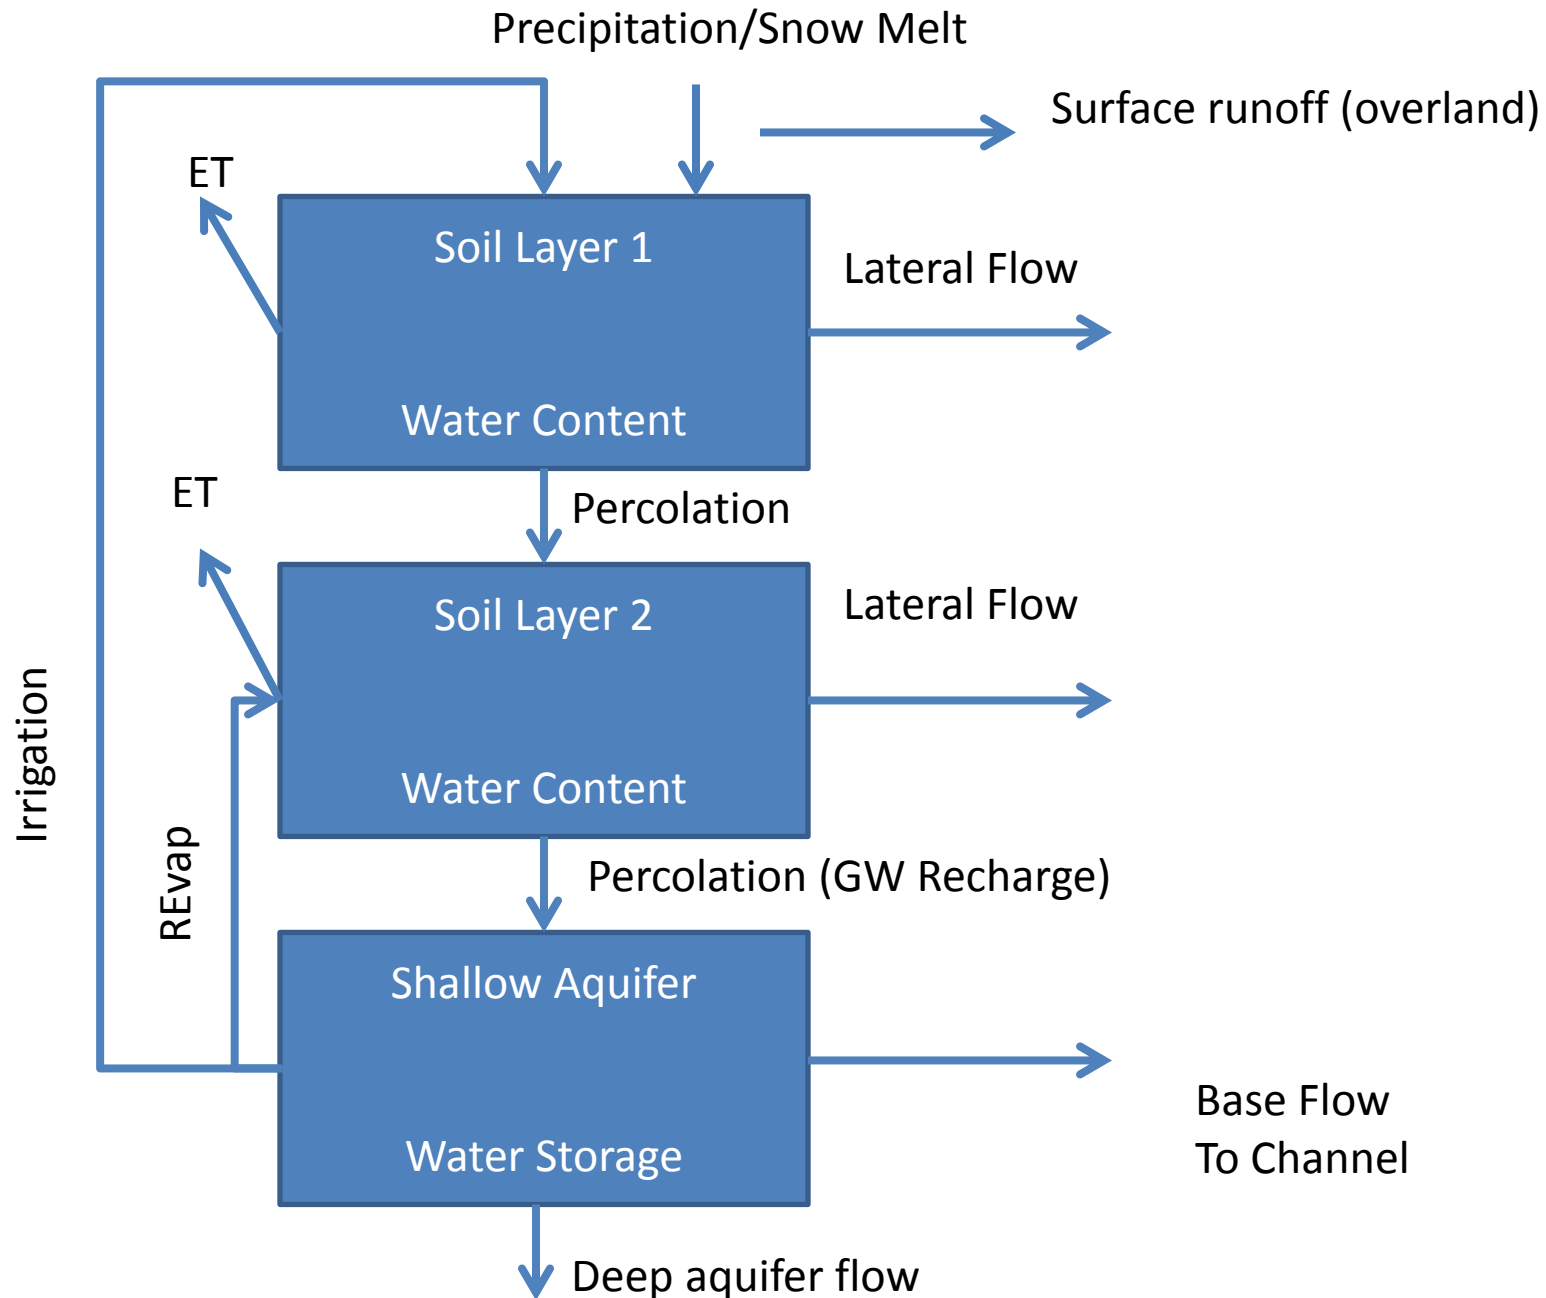 Precipitation/Snow Melt
Surface runoff (overland)
ET
Soil Layer 1
Lateral Flow
Water Content
ET
Percolation
Soil Layer 2
Lateral Flow
Irrigation
Water Content
REvap
Percolation (GW Recharge)
Shallow Aquifer
Base Flow
To Channel
Water Storage
Deep aquifer flow